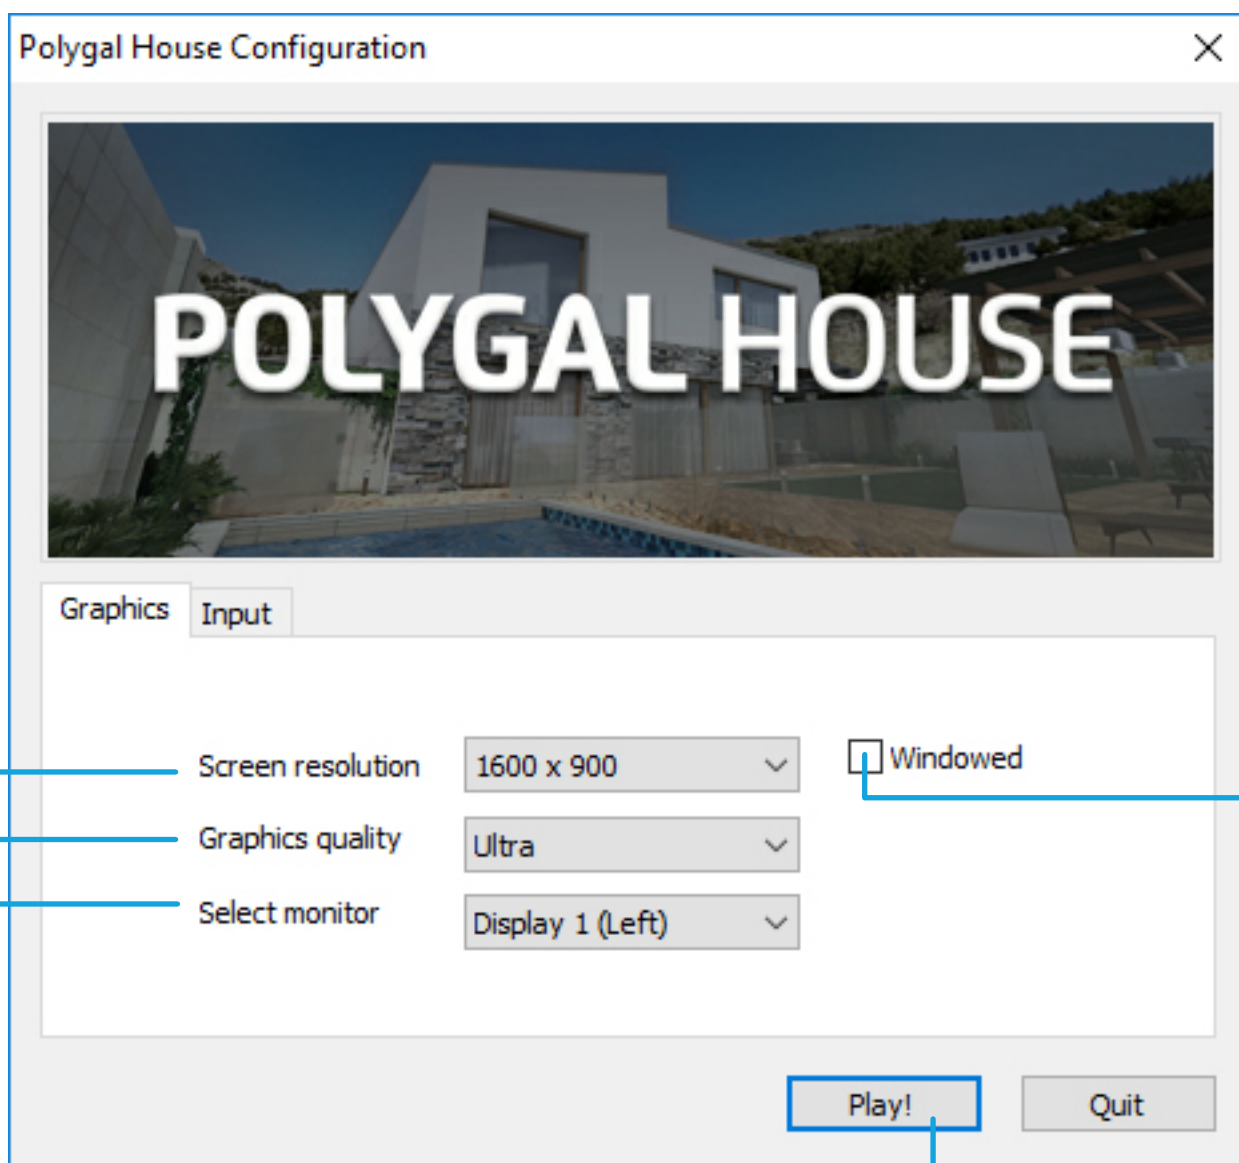 Polygal House Configuration
POLYGAL HOUSE
Graphics
Input
Screen resolution
1600 x 900
Windowed
Graphics quality
Ultra
Select monitor
Display 1 (Left)
Play!
Quit